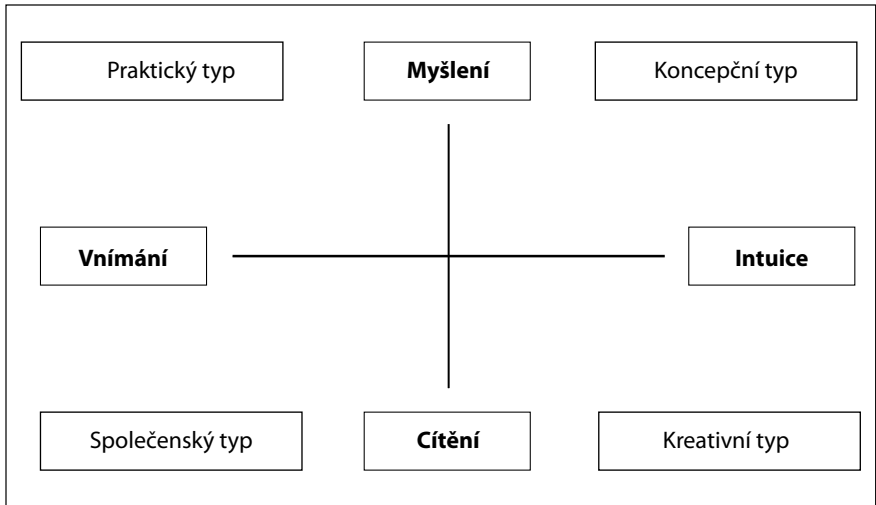 Praktický typ
Myšlení
Koncepční typ
Vnímání
Intuice
Společenský typ
Cítění
Kreativní typ